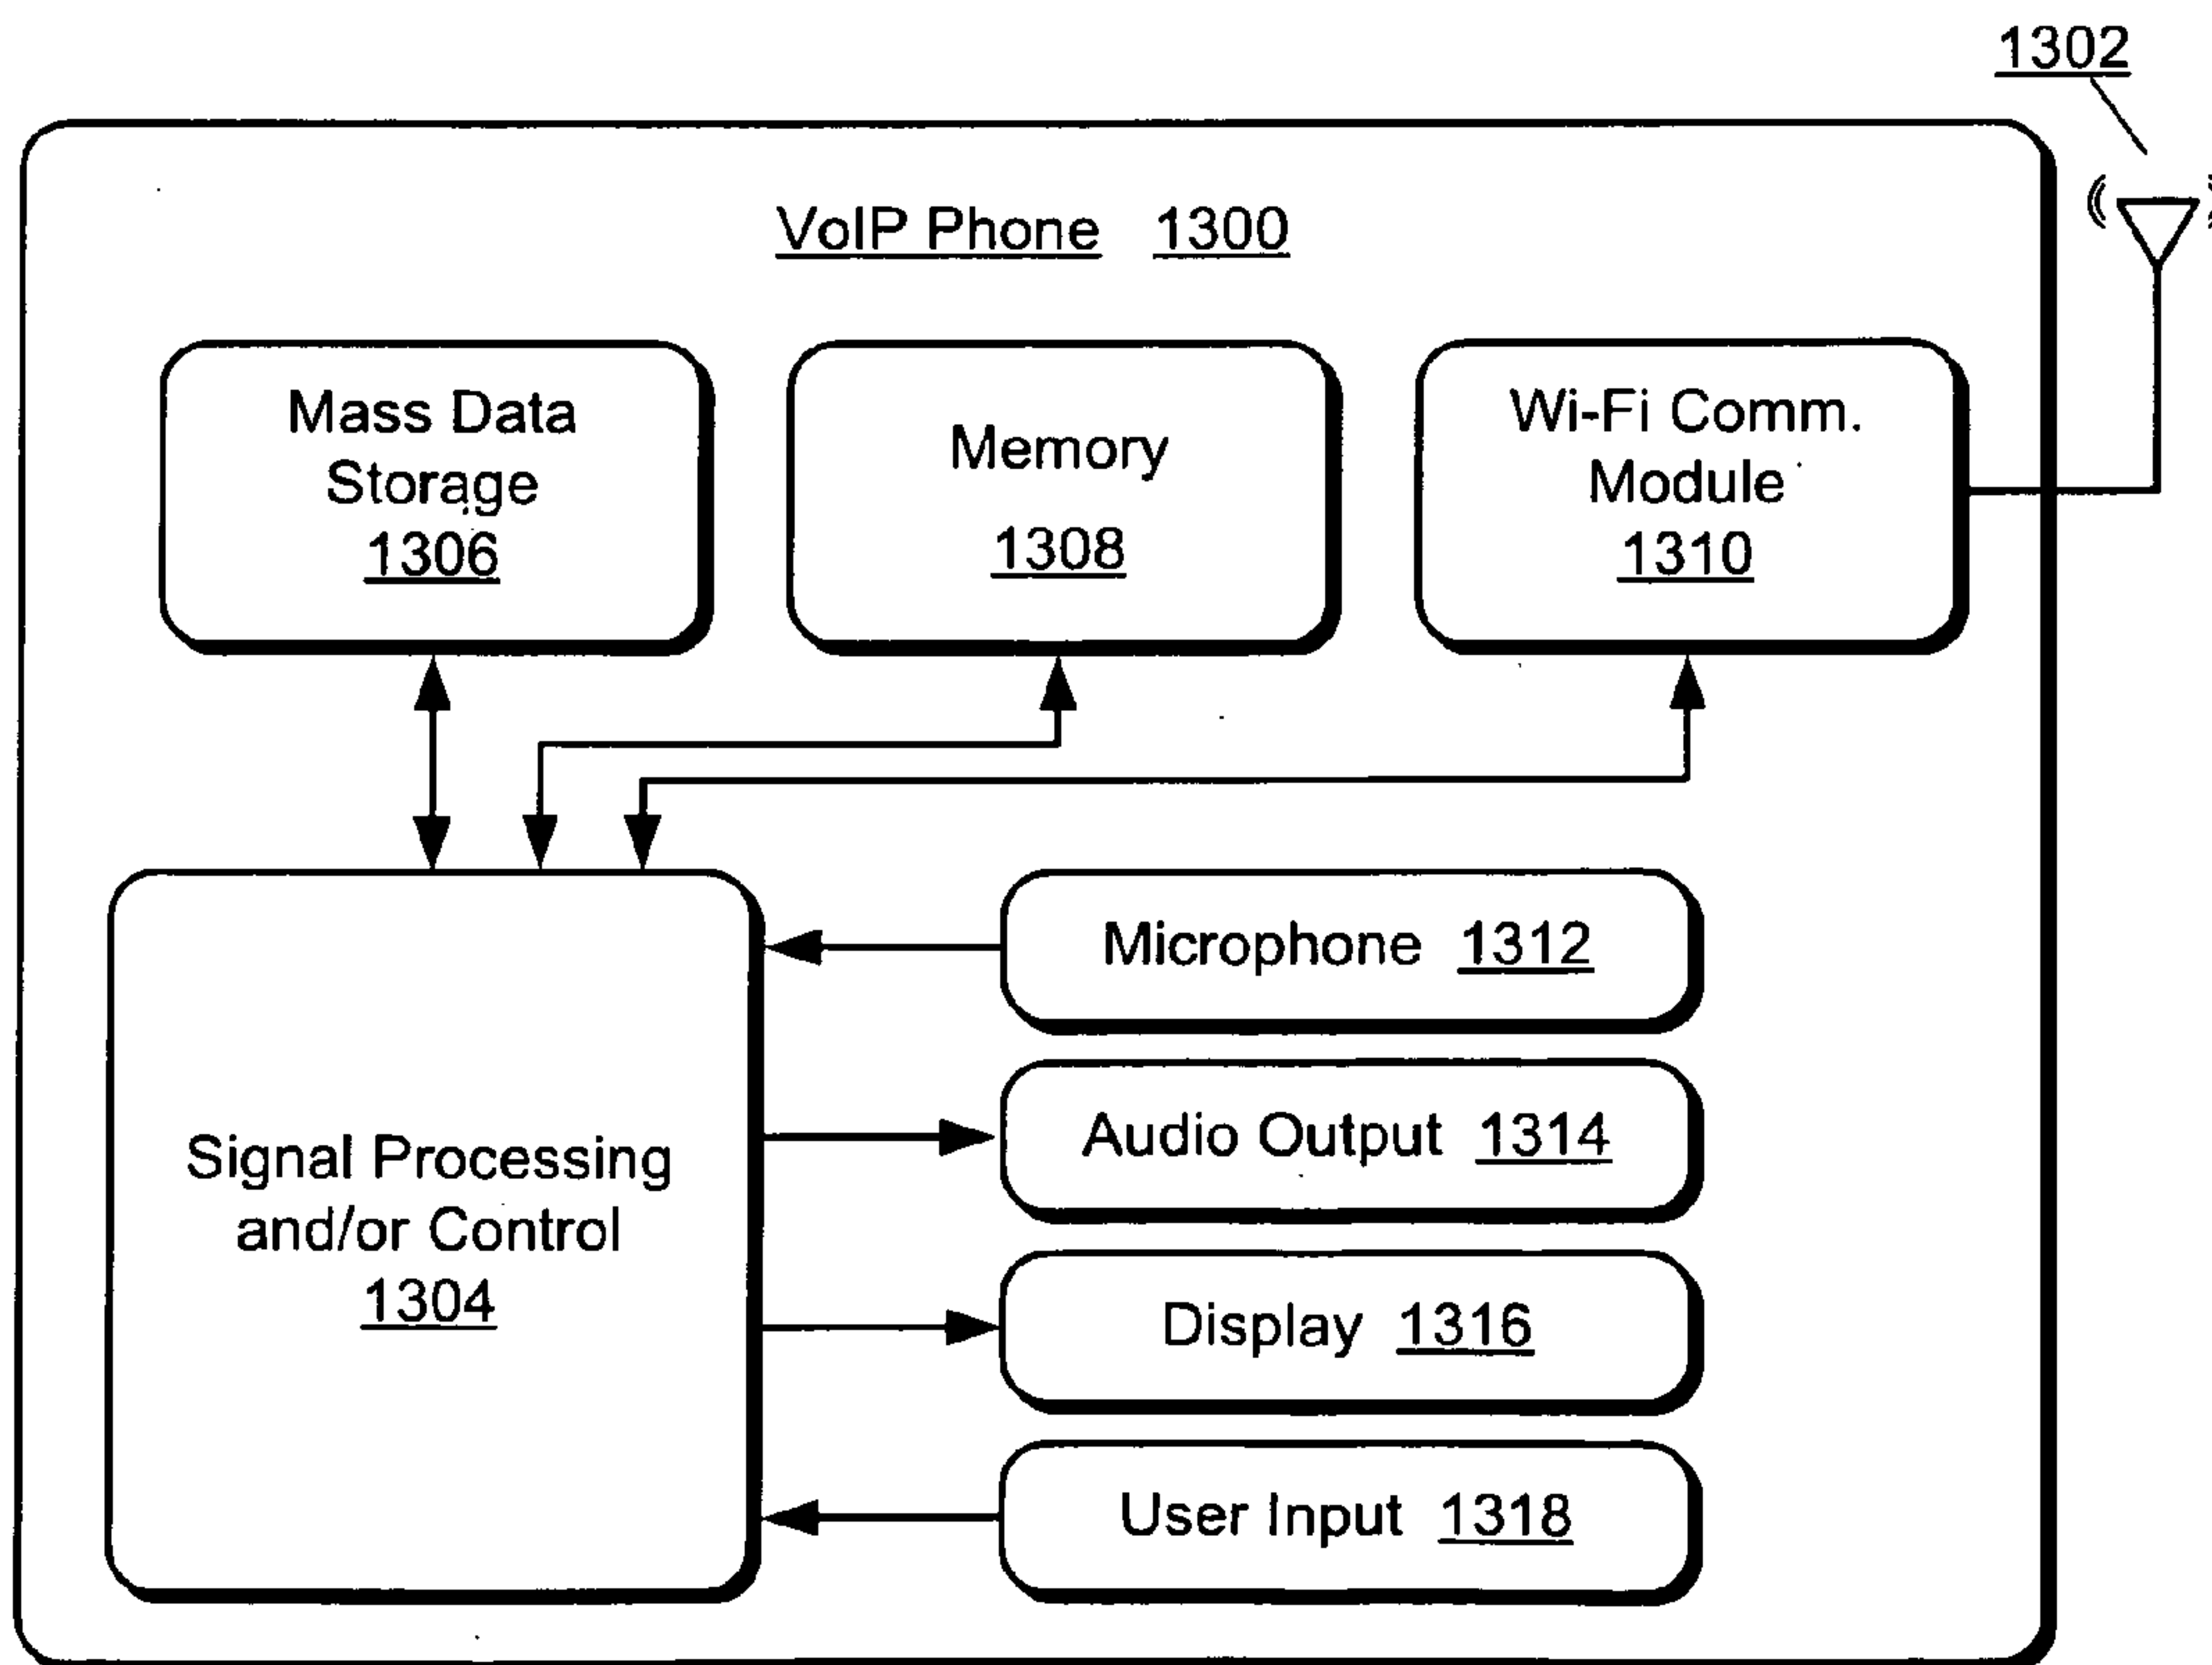 1302
VoIP Phone 1300
Mass Data
Storage
1306
Memory
1308
Wi-Fi Comm.
Module
1310
Signal Processing
and/or Control
1304
Microphone 1312
Audio Output 1314
Display 1316
User Input 1318